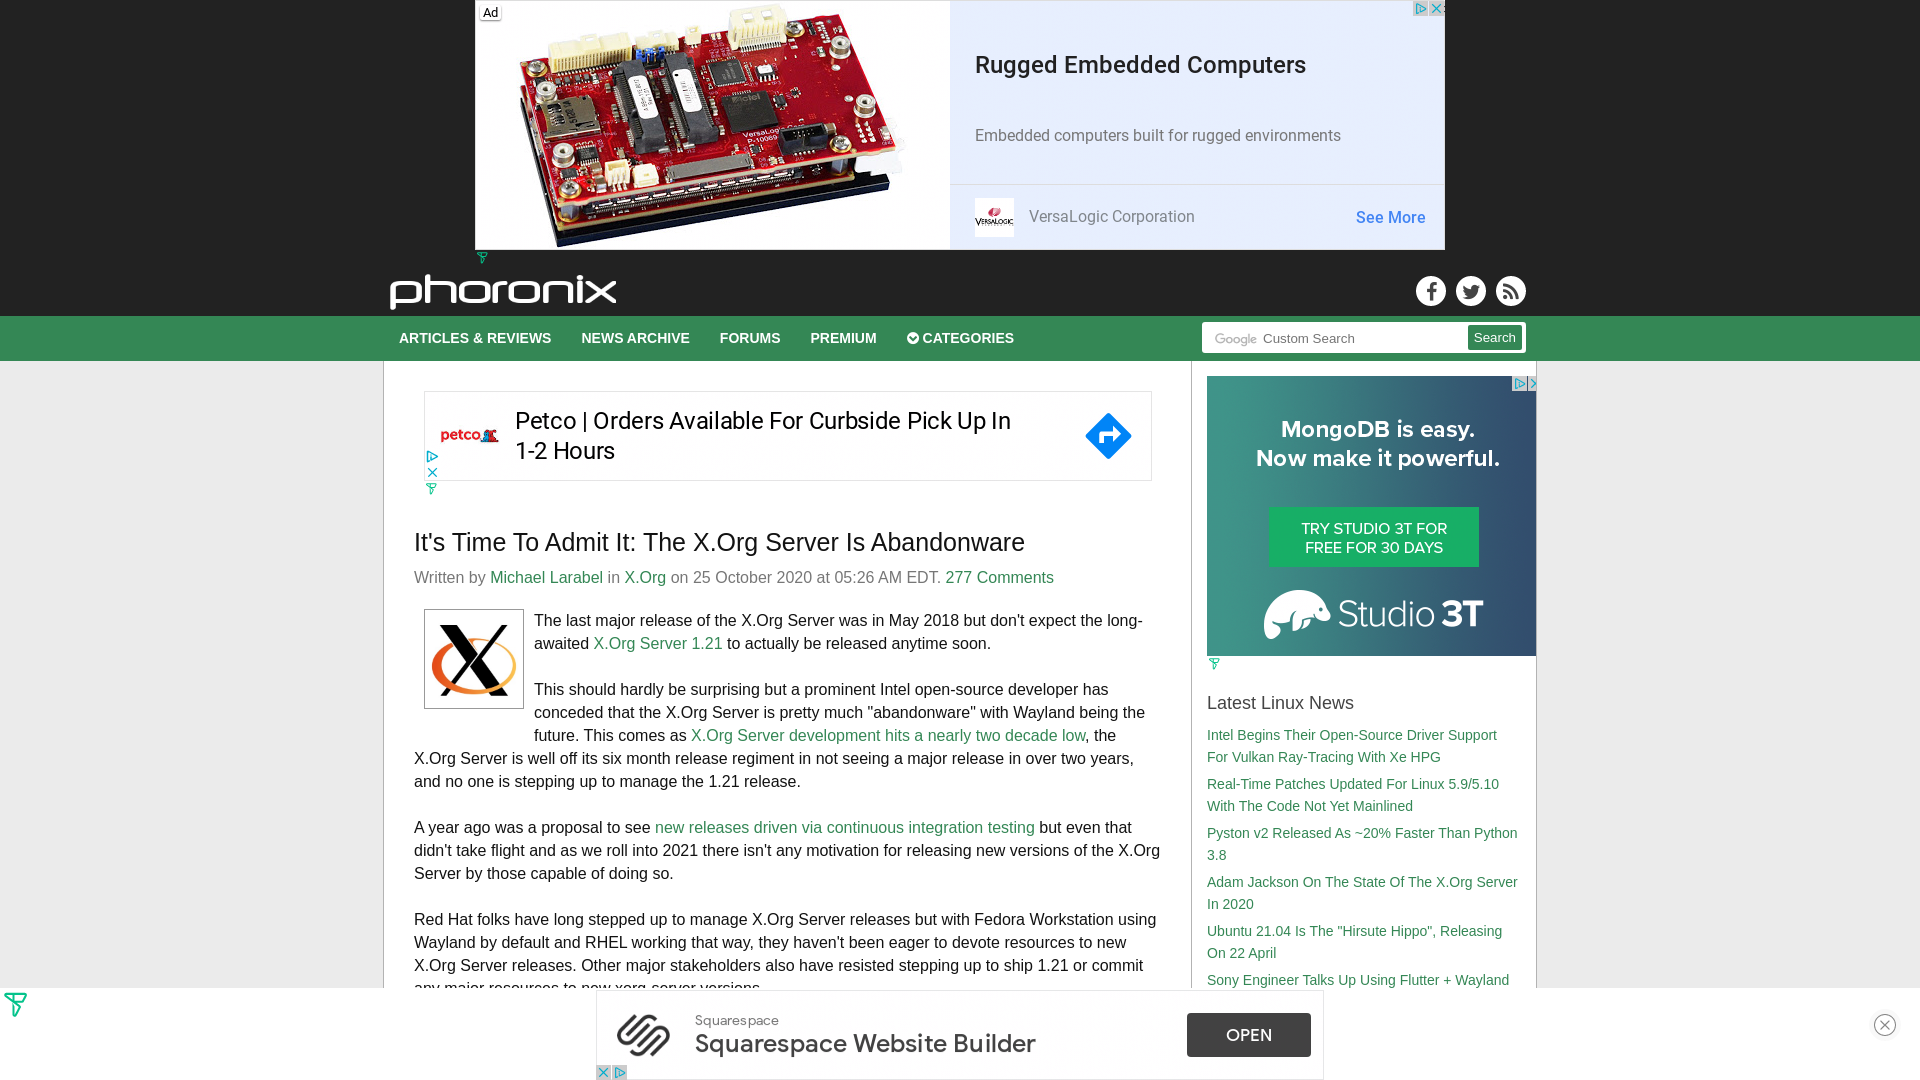 Ad
Rugged Embedded Computers
Embedded computers built for rugged environments
VERSALOGIC
VersaLogic Corporation
See More
phoronix
ARTICLES & REVIEWS
NEWS ARCHIVE
FORUMS
PREMIUM
CATEGORIES
Google Custom Search
Search
petco
Petco | Orders Available For Curbside Pick Up In
1-2 Hours
It's Time To Admit It: The X.Org Server Is Abandonware
Written by Michael Larabel in X.Org on 25 October 2020 at 05:26 AM EDT. 277 Comments
The last major release of the X.Org Server was in May 2018 but don't expect the long-
awaited X.Org Server 1.21 to actually be released anytime soon.
This should hardly be surprising but a prominent Intel open-source developer has
conceded that the X.Org Server is pretty much "abandonware" with Wayland being the
future. This comes as X.Org Server development hits a nearly two decade low, the
X.Org Server is well off its six month release regiment in not seeing a major release in over two years,
and no one is stepping up to manage the 1.21 release.
A year ago was a proposal to see new releases driven via continuous integration testing but even that
didn't take flight and as we roll into 2021 there isn't any motivation for releasing new versions of the X.Org
Server by those capable of doing so.
Red Hat folks have long stepped up to manage X.Org Server releases but with Fedora Workstation using
Wayland by default and RHEL working that way, they haven't been eager to devote resources to new
X.Org Server releases. Other major stakeholders also have resisted stepping up to ship 1.21 or commit
any major resources to new xorg-server versions.
MongoDB is easy.
Now make it powerful.
TRY STUDIO 3T FOR
FREE FOR 30 DAYS
Studio 3T
Latest Linux News
Intel Begins Their Open-Source Driver Support
For Vulkan Ray-Tracing With Xe HPG
Real-Time Patches Updated For Linux 5.9/5.10
With The Code Not Yet Mainlined
Pyston v2 Released As ~20% Faster Than Python
3.8
Adam Jackson On The State Of The X.Org Server
In 2020
Ubuntu 21.04 Is The "Hirsute Hippo", Releasing
On 22 April
Sony Engineer Talks Up Using Flutter + Wayland
Squarespace
Squarespace Website Builder
OPEN